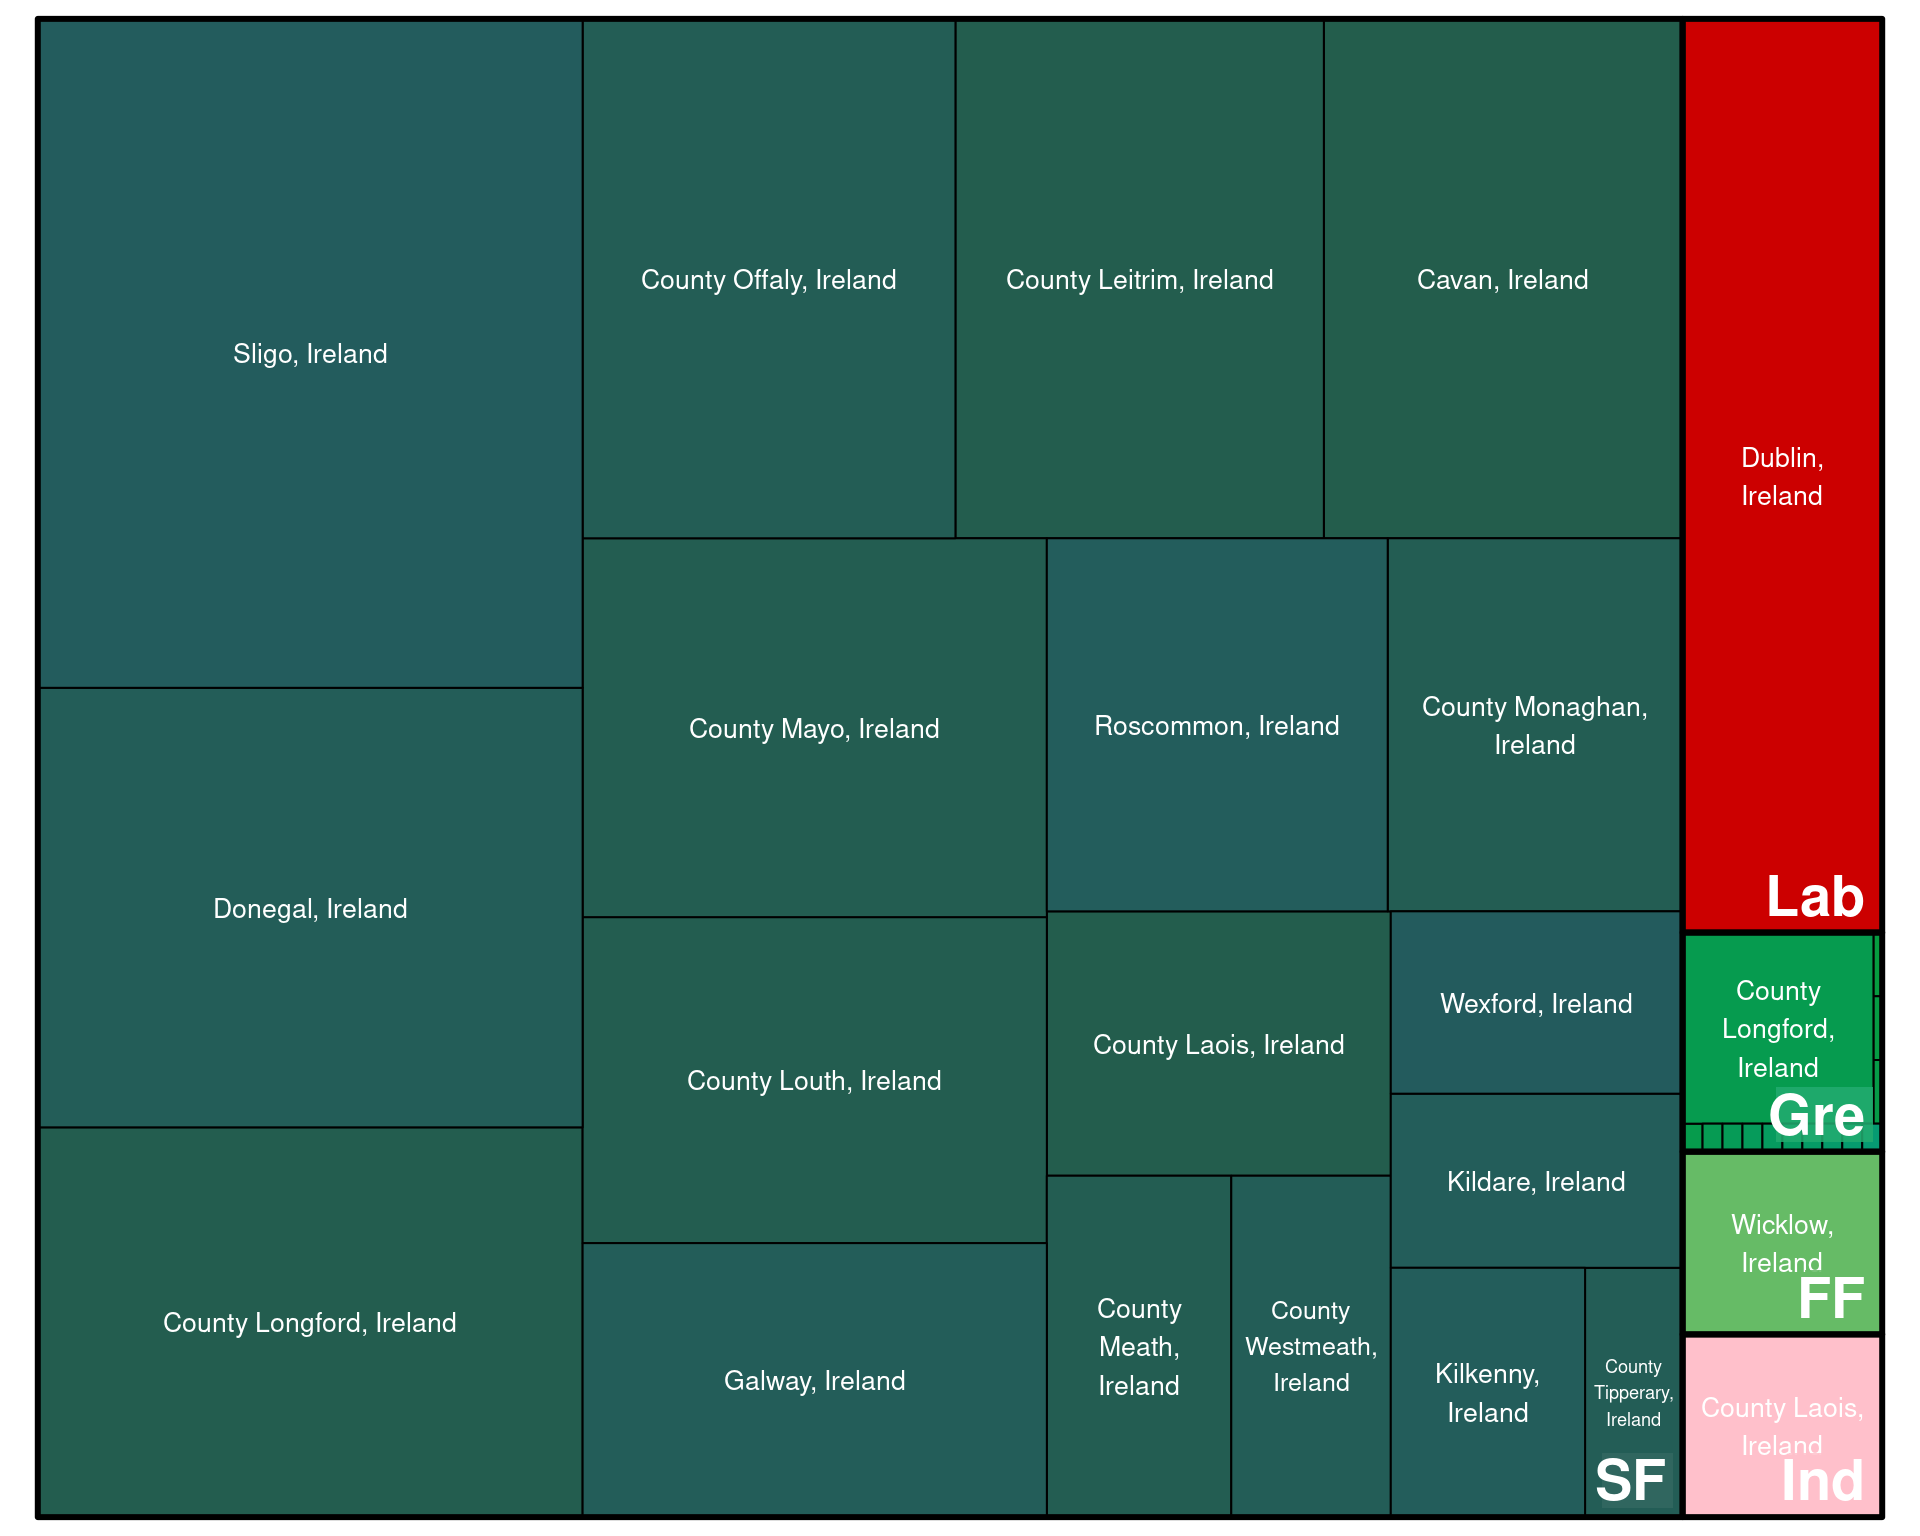 Sligo, Ireland
County Offaly, Ireland
County Leitrim, Ireland
Cavan, Ireland
Dublin,
Ireland
Lab
Donegal, Ireland
County Mayo, Ireland
Roscommon, Ireland
County Monaghan,
Ireland
County Longford, Ireland
County Louth, Ireland
County Laois, Ireland
Wexford, Ireland
Kildare, Ireland
Galway, Ireland
County
Meath,
Ireland
County
Westmeath,
Ireland
Kilkenny,
Ireland
County
Tipperary,
Ireland
SF
County
Longford,
Ireland
Gre
Wicklow,
Ireland
FF
County Laois,
Ireland
Ind